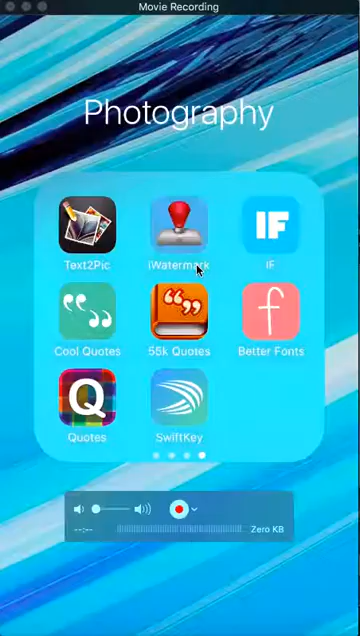 Movie Recording
Photography
Text2Pic
iWatermark
IF
IF
Cool Quotes
55k Quotes
Better Fonts
f
Q
Quotes
SwiftKey
--:--
Zero KB